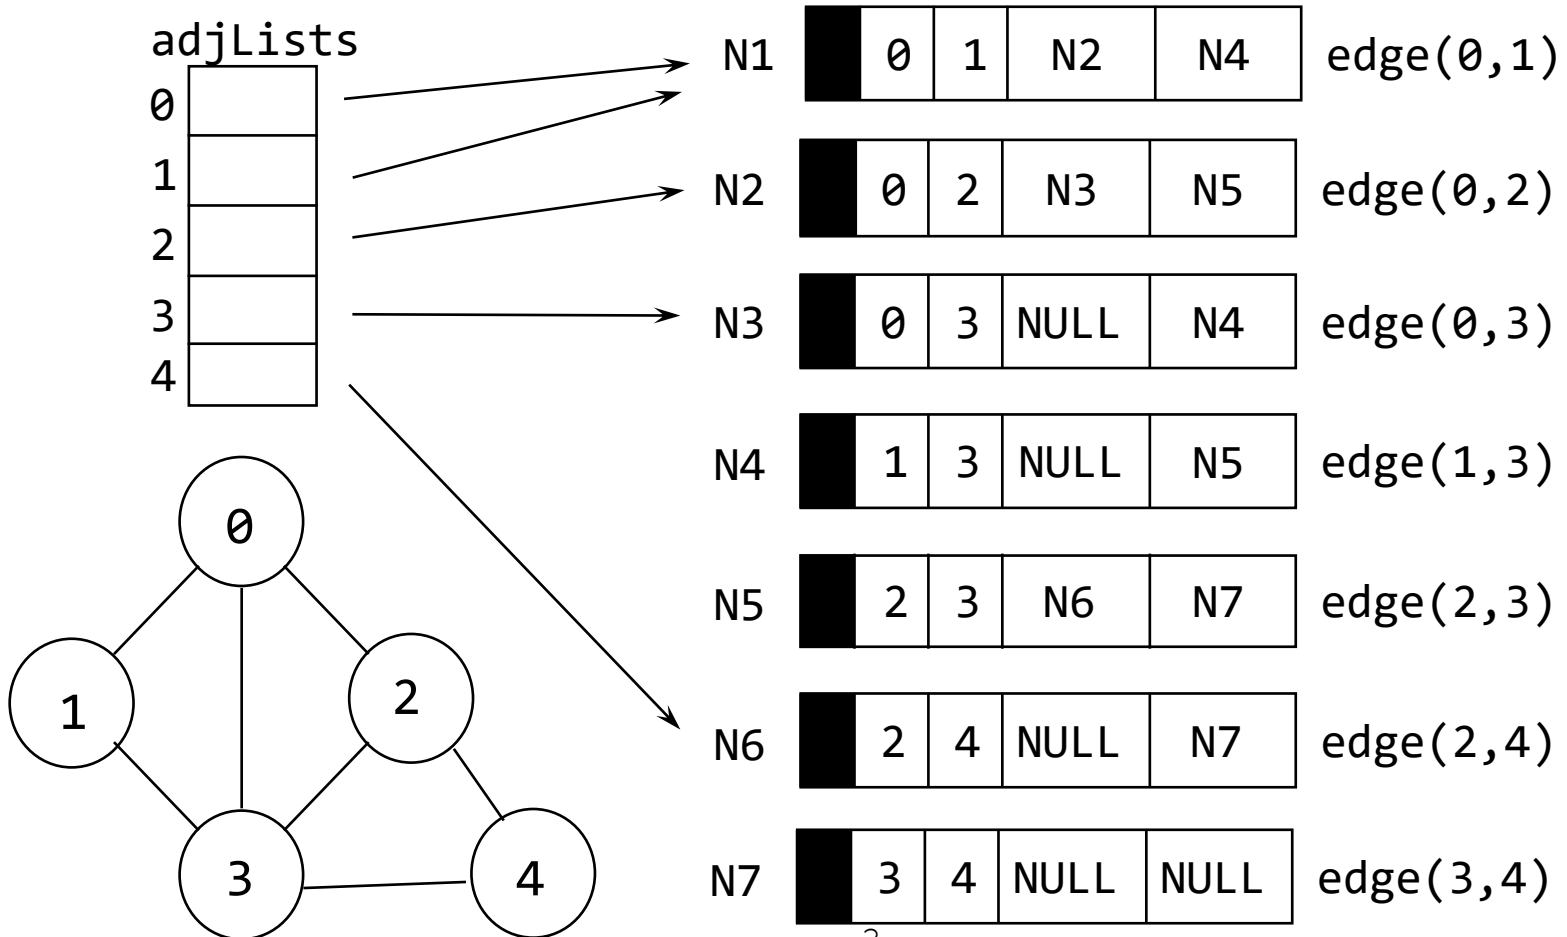 adjLists
0
1
2
3
4
N1 0 1 N2 N4 edge(0,1)
N2 0 2 N3 N5 edge(0,2)
N3 0 3 NULL N4 edge(0,3)
N4 1 3 NULL N5 edge(1,3)
N5 2 3 N6 N7 edge(2,3)
N6 2 4 NULL N7 edge(2,4)
N7 3 4 NULL NULL edge(3,4)
0
1
2
3
4